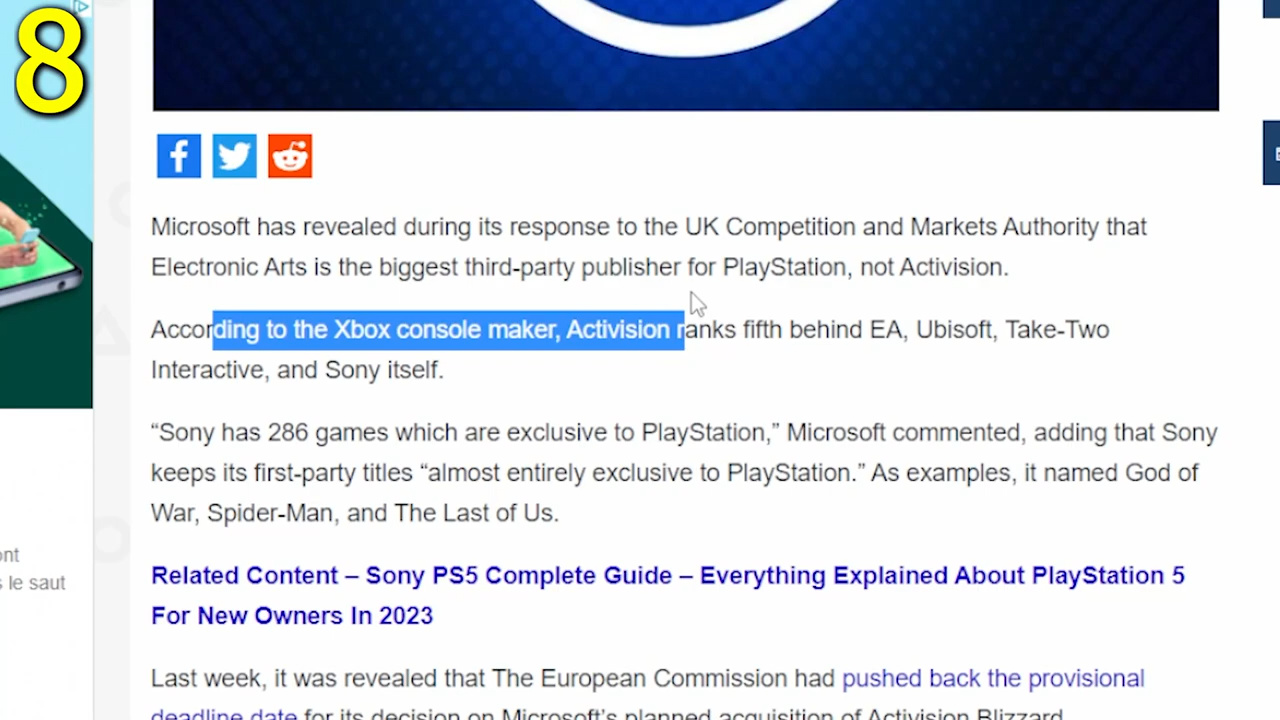 8
Microsoft has revealed during its response to the UK Competition and Markets Authority that
Electronic Arts is the biggest third-party publisher for PlayStation, not Activision.
According to the Xbox console maker, Activision ranks fifth behind EA, Ubisoft, Take-Two
Interactive, and Sony itself.
“Sony has 286 games which are exclusive to PlayStation,” Microsoft commented, adding that Sony
keeps its first-party titles “almost entirely exclusive to PlayStation.” As examples, it named God of
War, Spider-Man, and The Last of Us.
ont
le saut
Related Content – Sony PS5 Complete Guide – Everything Explained About PlayStation 5
For New Owners In 2023
Last week, it was revealed that The European Commission had pushed back the provisional
deadline date for its decision on Microsoft’s planned acquisition of Activision Blizzard